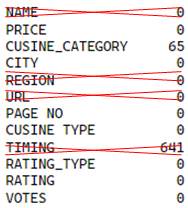 NAME 0
PRICE 0
CUSINE_CATEGORY 65
CITY 0
REGION 0
URL 0
PAGE NO 0
CUSINE TYPE 0
TIMING 641
RATING_TYPE 0
RATING 0
VOTES 0